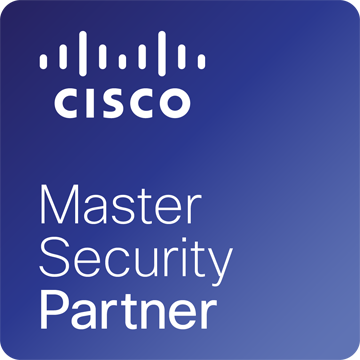 CISCO
Master
Security
Partner